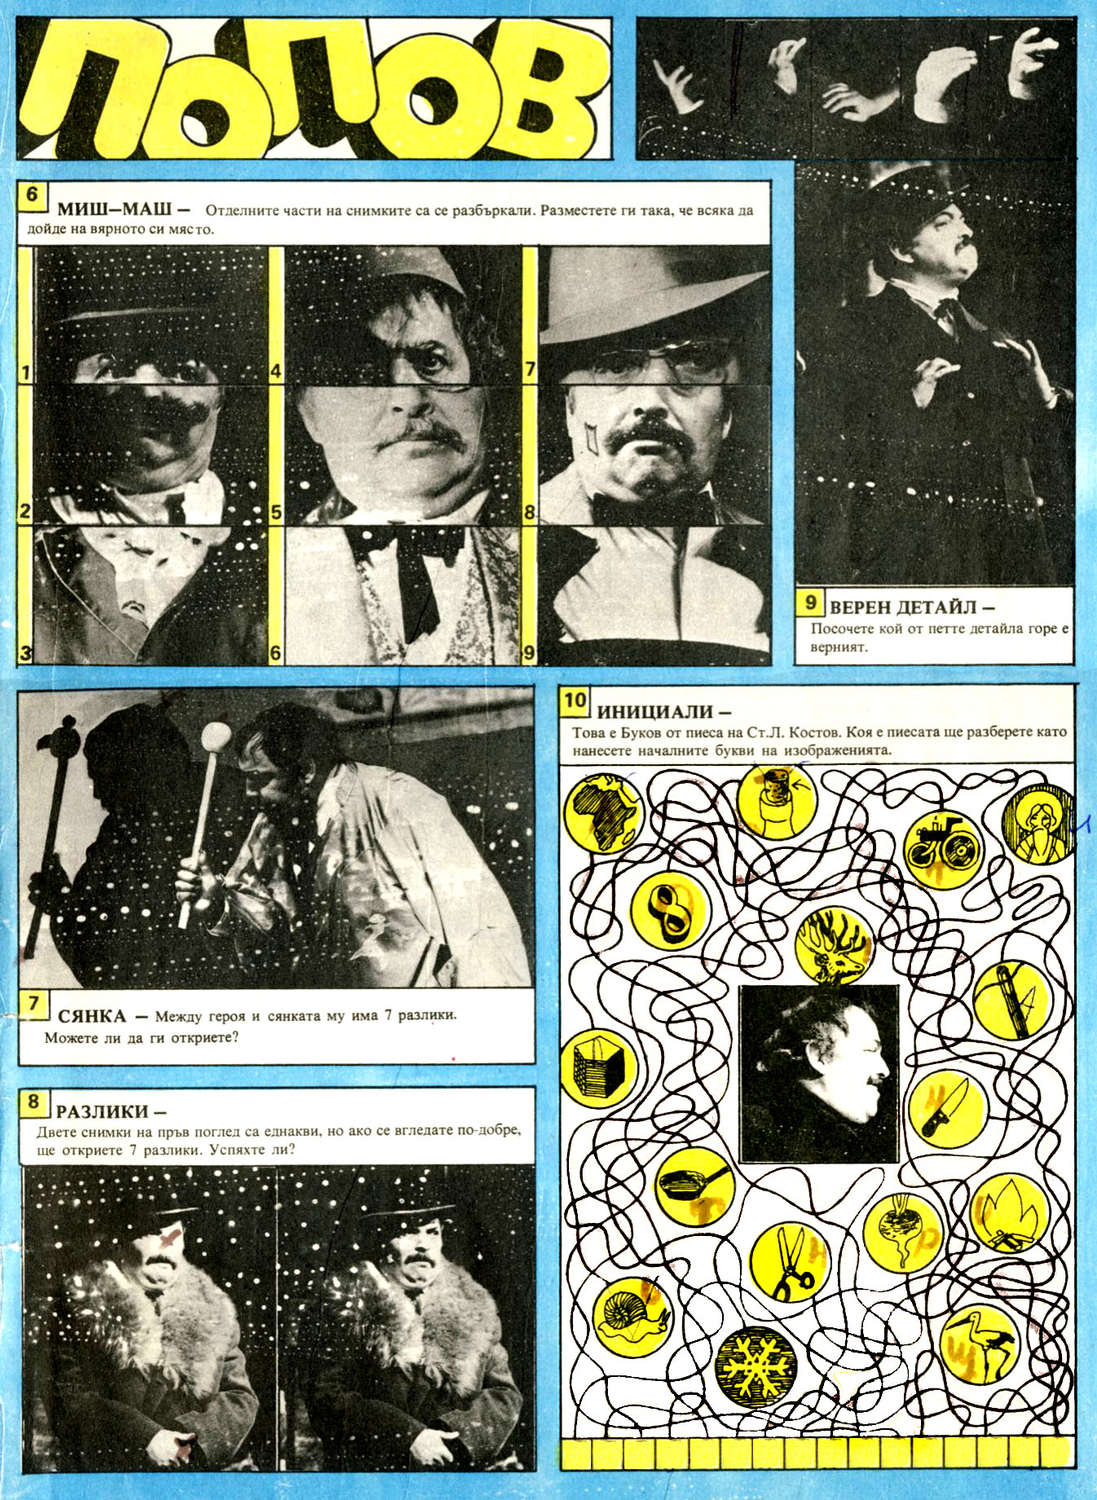 ПОПОВ
6
МИШ—МАШ — Отделните части на снимките са се разбъркали. Разместете ги така, че всяка да
дойде на вярното си място.
1
4
7
2
5
8
3
6
9
9
ВЕРЕН ДЕТАЙЛ —
Посочете кой от петте детайла горе е
верният.
7
СЯНКА — Между героя и сянката му има 7 разлики.
Можете ли да ги откриете?
8
РАЗЛИКИ —
Двете снимки на пръв поглед са еднакви, но ако се вгледате по-добре,
ще откриете 7 разлики. Успяхте ли?
10
ИНИЦИАЛИ —
Това е Буков от пиеса на Ст.Л. Костов. Коя е пиесата ще разберете като
нанесете началните букви на изображенията.
Т
Т
Н
Р
Щ